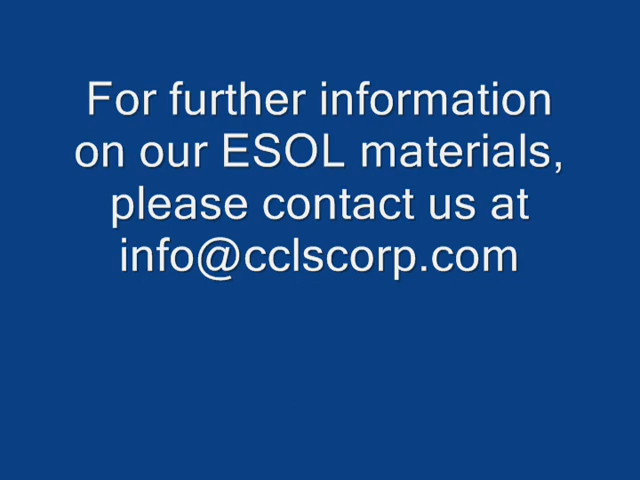 For further information
on our ESOL materials,
please contact us at
info@cclscorp.com